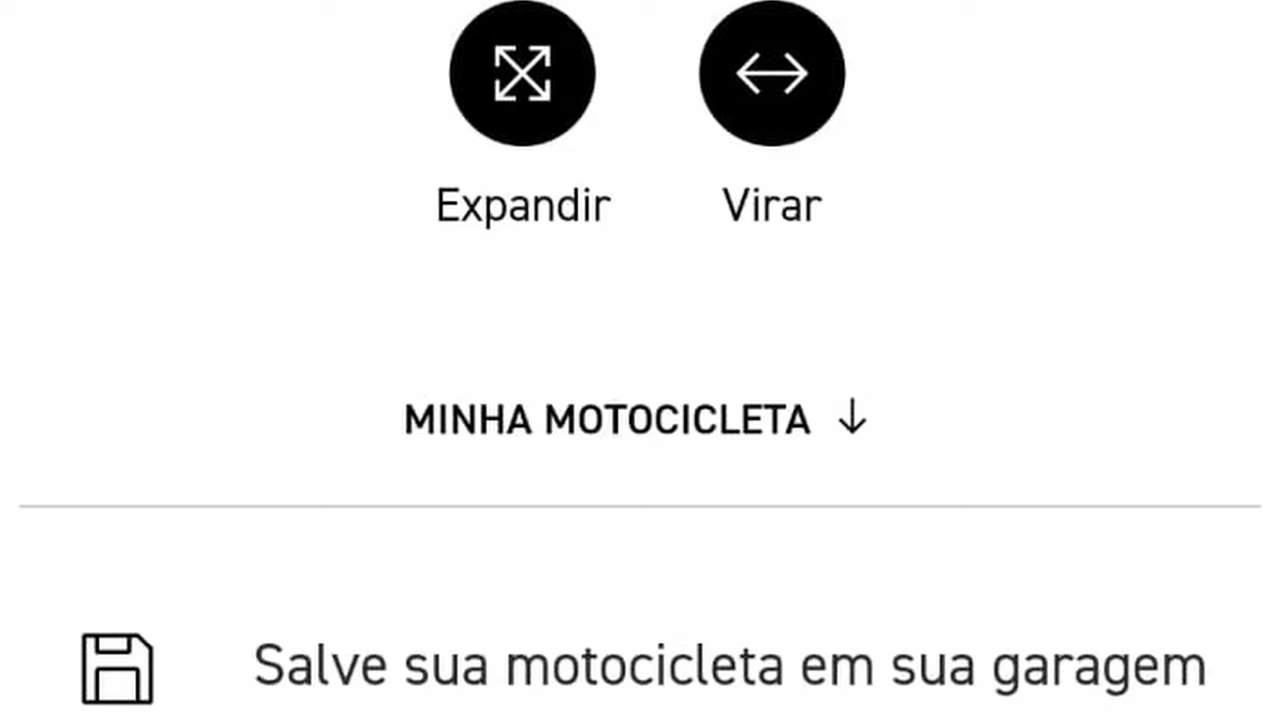 Expandir Virar
MINHA MOTOCICLETA ↓
Salve sua motocicleta em sua garagem